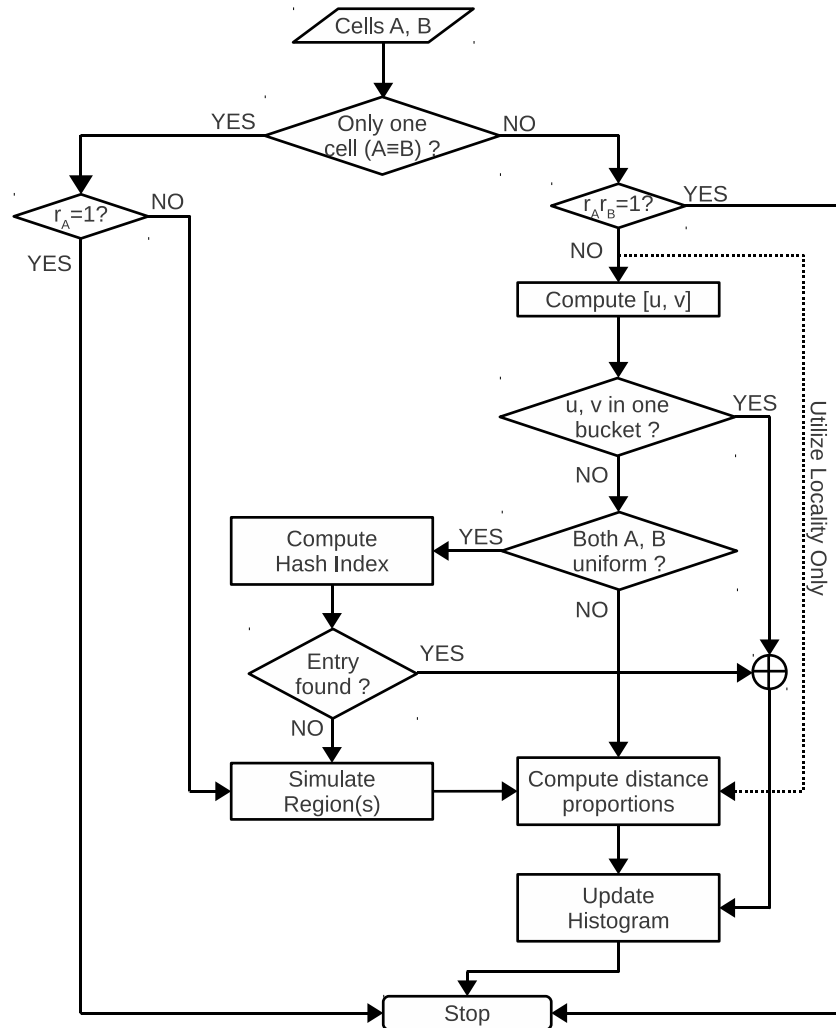 Cells A, B
YES
Only one
cell (A≡B) ?
NO
r_A=1?
NO
YES
r_Ar_B=1?
YES
NO
Compute [u, v]
u, v in one
bucket ?
YES
NO
Utilize Locality Only
Compute
Hash Index
YES
Both A, B
uniform ?
NO
Entry
found ?
YES
NO
Simulate
Region(s)
Compute distance
proportions
Update
Histogram
Stop